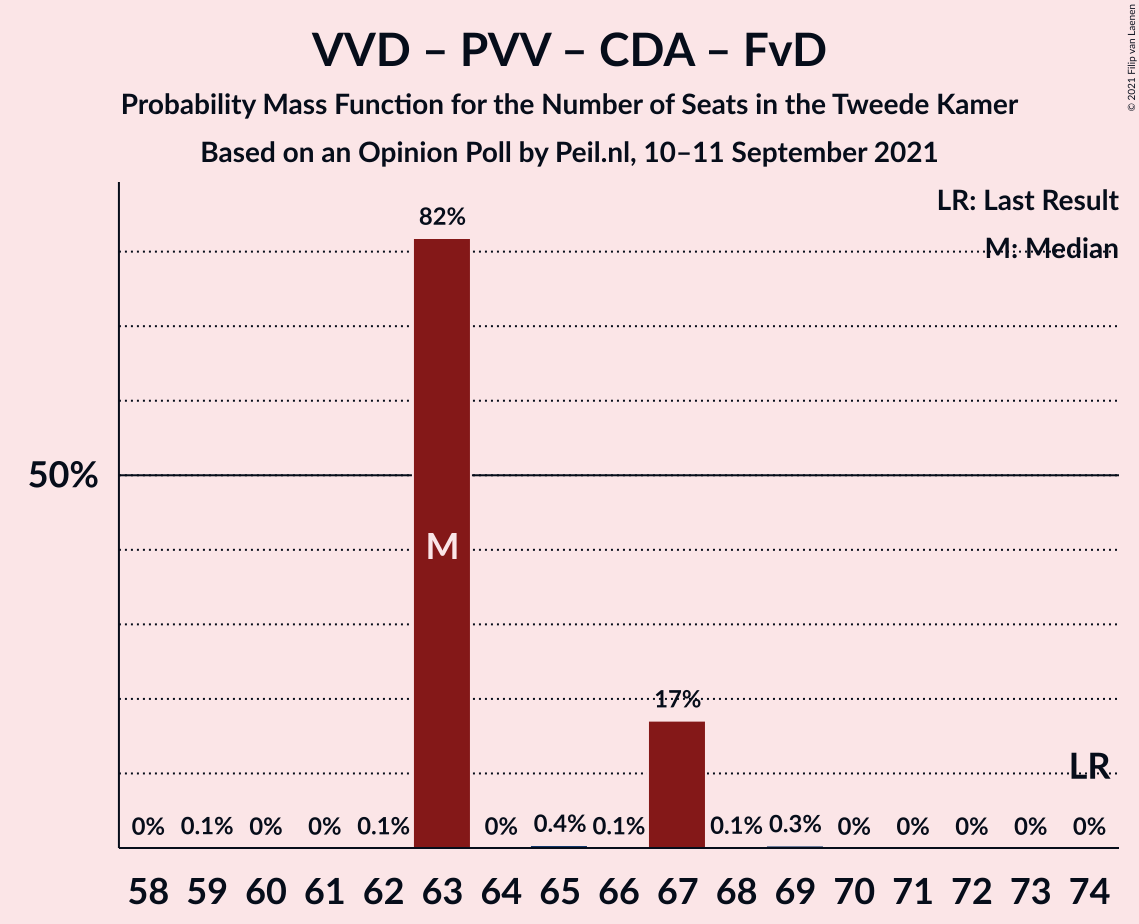 VVD – PVV – CDA – FvD
Probability Mass Function for the Number of Seats in the Tweede Kamer
Based on an Opinion Poll by Peil.nl, 10–11 September 2021
© 2021 Filip van Laenen
LR: Last Result
M: Median
82%
50%
M
17%
LR
0% 0.1% 0% 0% 0.1% 0% 0.4% 0.1% 0.1% 0.3% 0% 0% 0% 0% 0%
58 59 60 61 62 63 64 65 66 67 68 69 70 71 72 73 74